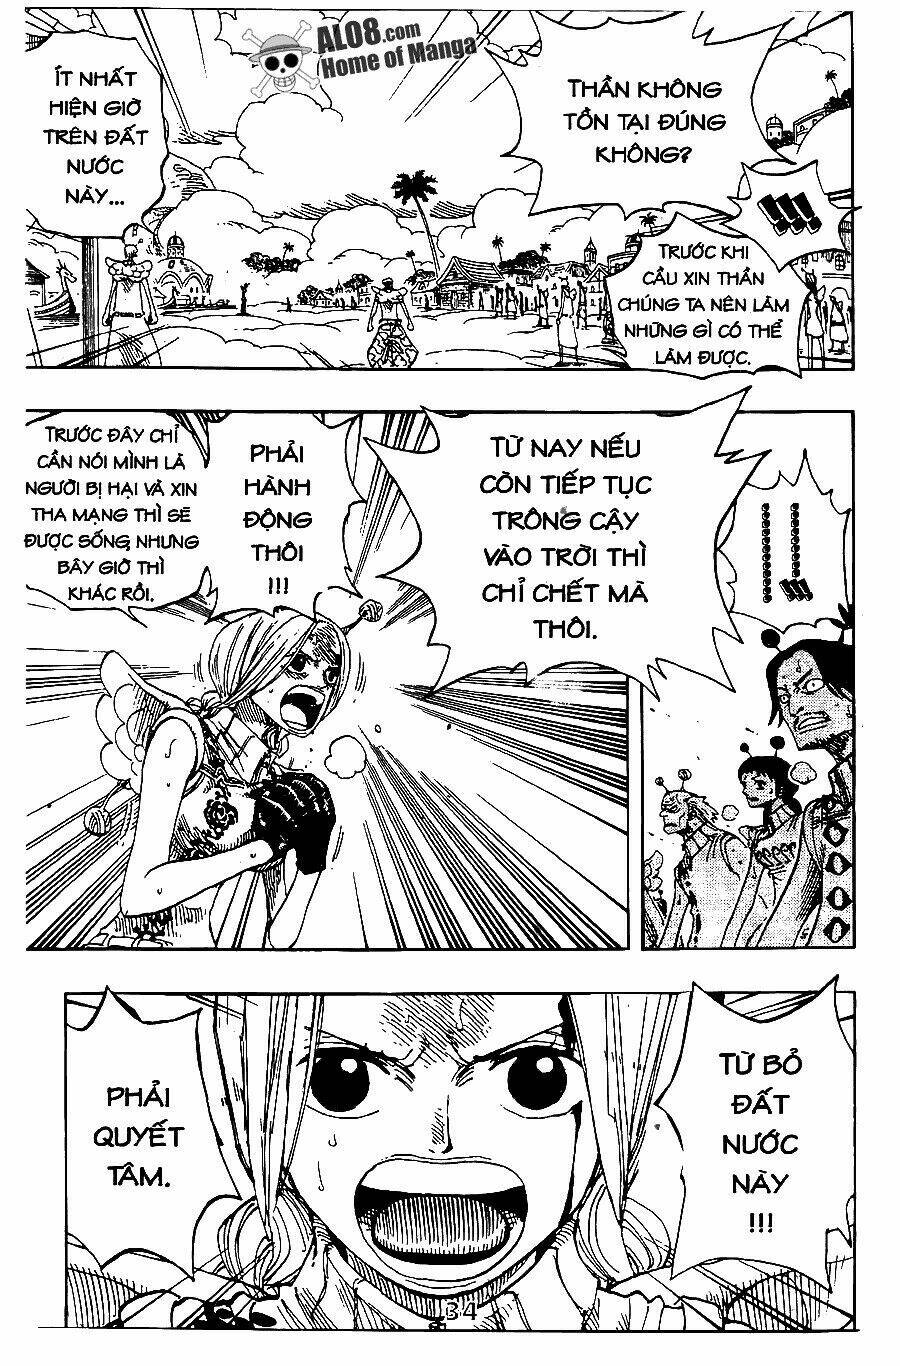 AL08.com
Home of Manga
THẦN KHÔNG
TỒN TẠI ĐÚNG
KHÔNG?
!!!
TRƯỚC KHI
CẦU XIN THẦN
CHÚNG TA NÊN LÀM
NHỮNG GÌ CÓ THỂ
LÀM ĐƯỢC.
ÍT NHẤT
HIỆN GIỜ
TRÊN ĐẤT
NƯỚC
NÀY...
!!!
TỪ NAY NẾU
CÒN TIẾP TỤC
TRÔNG CẬY
VÀO TRỜI THÌ
CHỈ CHẾT MÀ
THÔI.
PHẢI
HÀNH
ĐỘNG
THÔI
!!!
TRƯỚC ĐÂY CHỈ
CẦN NÓI MÌNH LÀ
NGƯỜI BỊ HẠI VÀ XIN
THA MẠNG THÌ SẼ
ĐƯỢC SỐNG, NHƯNG
BÂY GIỜ THÌ
KHÁC RỒI.
TỪ BỎ
ĐẤT
NƯỚC
NÀY
!!!
PHẢI
QUYẾT
TÂM.
34